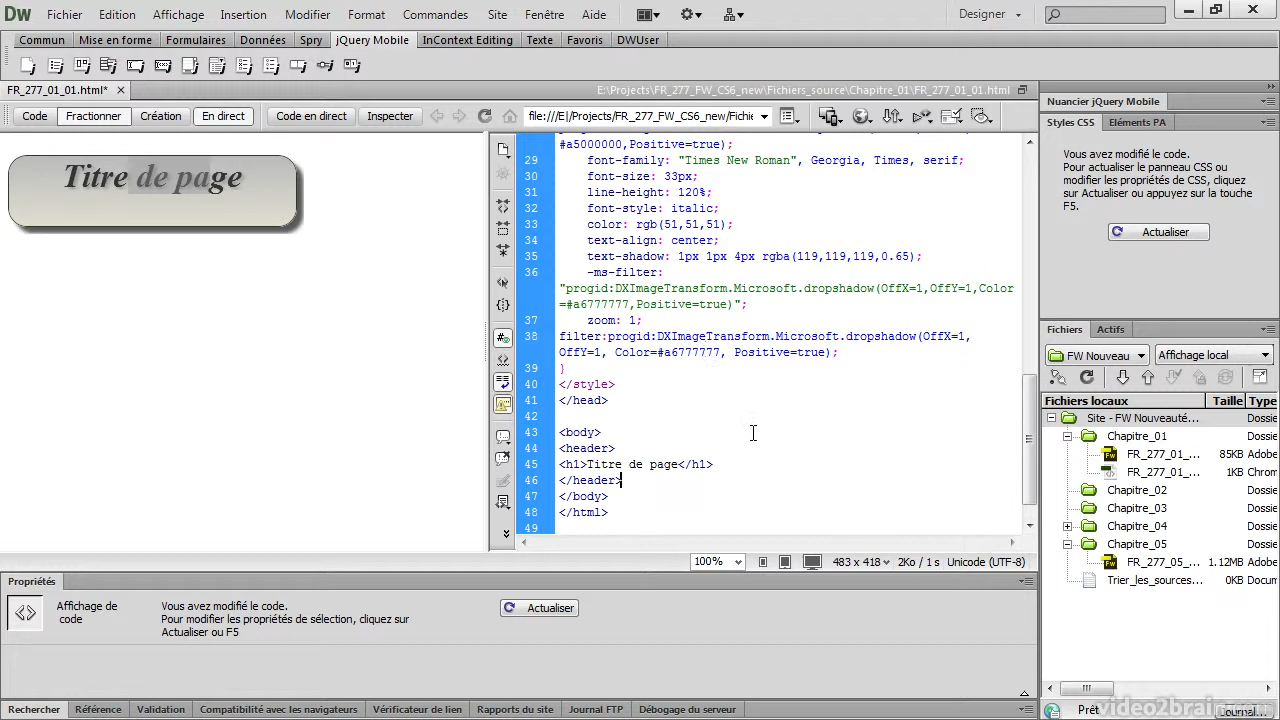 Dw Fichier Edition Affichage Insertion Modifier Format Commandes Site Fenêtre Aide Designer
Commun Mise en forme Formulaires Données Spry jQuery Mobile InContext Editing Texte Favoris DWUser
FR_277_01_01.html* E:\Projects\FR_277_FW_CS6_new\Fichiers_source\Chapitre_01\FR_277_01_01.html
Code Fractionner Création En direct Code en direct Inspecter file:///E|/Projects/FR_277_FW_CS6_new/Fichie
Titre de page
#a5000000,Positive=true);
29 font-family: "Times New Roman", Georgia, Times, serif;
30 font-size: 33px;
31 line-height: 120%;
32 font-style: italic;
33 color: rgb(51,51,51);
34 text-align: center;
35 text-shadow: 1px 1px 4px rgba(119,119,119,0.65);
36 -ms-filter:
"progid:DXImageTransform.Microsoft.dropshadow(OffX=1,OffY=1,Color
=#a6777777,Positive=true)";
37 zoom: 1;
38 filter:progid:DXImageTransform.Microsoft.dropshadow(OffX=1,
OffY=1, Color=#a6777777, Positive=true);
39 }
40 </style>
41 </head>
42
43 <body>
44 <header>
45 <h1>Titre de page</h1>
46 </header>
47 </body>
48 </html>
49
100% 483 x 418 2Ko / 1 s Unicode (UTF-8)
Nuancier jQuery Mobile
Styles CSS Eléments PA
Vous avez modifié le code.
Pour actualiser le panneau CSS ou
modifier les propriétés de CSS, cliquez
sur Actualiser ou appuyez sur la touche
F5.
Actualiser
Fichiers Actifs
FW Nouveau Affichage local
Fichiers locaux Taille Type
Site - FW Nouveauté... Dossie
Chapitre_01 Dossie
FR_277_01_... 85KB Adobe
FR_277_01_... 1KB Chrom
Chapitre_02 Dossie
Chapitre_03 Dossie
Chapitre_04 Dossie
Chapitre_05 Dossie
FR_277_05_... 1.12MB Adobe
Trier_les_sources... 0KB Docum
Prêt Journal...
video2brain.com
Propriétés
Affichage de
code
Vous avez modifié le code.
Pour modifier les propriétés de sélection, cliquez sur
Actualiser ou F5
Actualiser
Rechercher Référence Validation Compatibilité avec les navigateurs Vérificateur de lien Rapports du site Journal FTP Débogage du serveur